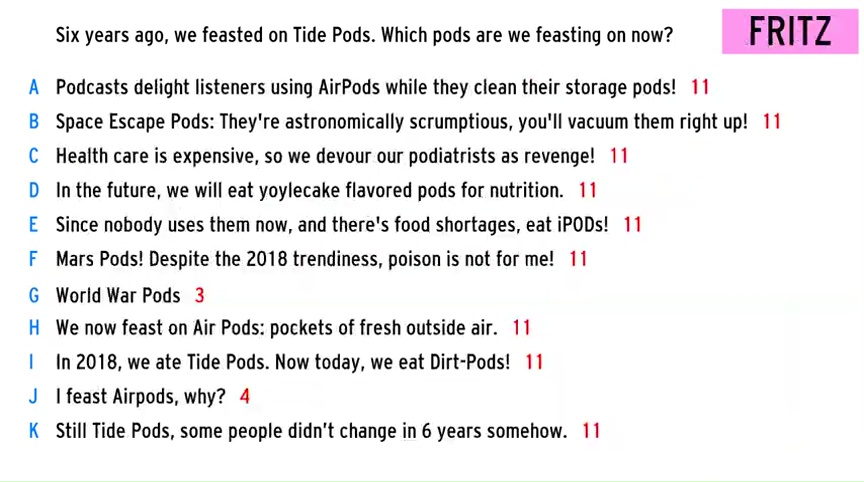 Six years ago, we feasted on Tide Pods. Which pods are we feasting on now?
FRITZ
A Podcasts delight listeners using AirPods while they clean their storage pods! 11
B Space Escape Pods: They're astronomically scrumptious, you'll vacuum them right up! 11
C Health care is expensive, so we devour our podiatrists as revenge! 11
D In the future, we will eat yoylecake flavored pods for nutrition. 11
E Since nobody uses them now, and there's food shortages, eat iPODs! 11
F Mars Pods! Despite the 2018 trendiness, poison is not for me! 11
G World War Pods 3
H We now feast on Air Pods: pockets of fresh outside air. 11
I In 2018, we ate Tide Pods. Now today, we eat Dirt-Pods! 11
J I feast Airpods, why? 4
K Still Tide Pods, some people didn't change in 6 years somehow. 11